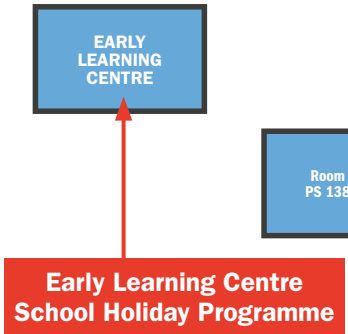 EARLY
LEARNING
CENTRE
Room
PS 138
Early Learning Centre
School Holiday Programme